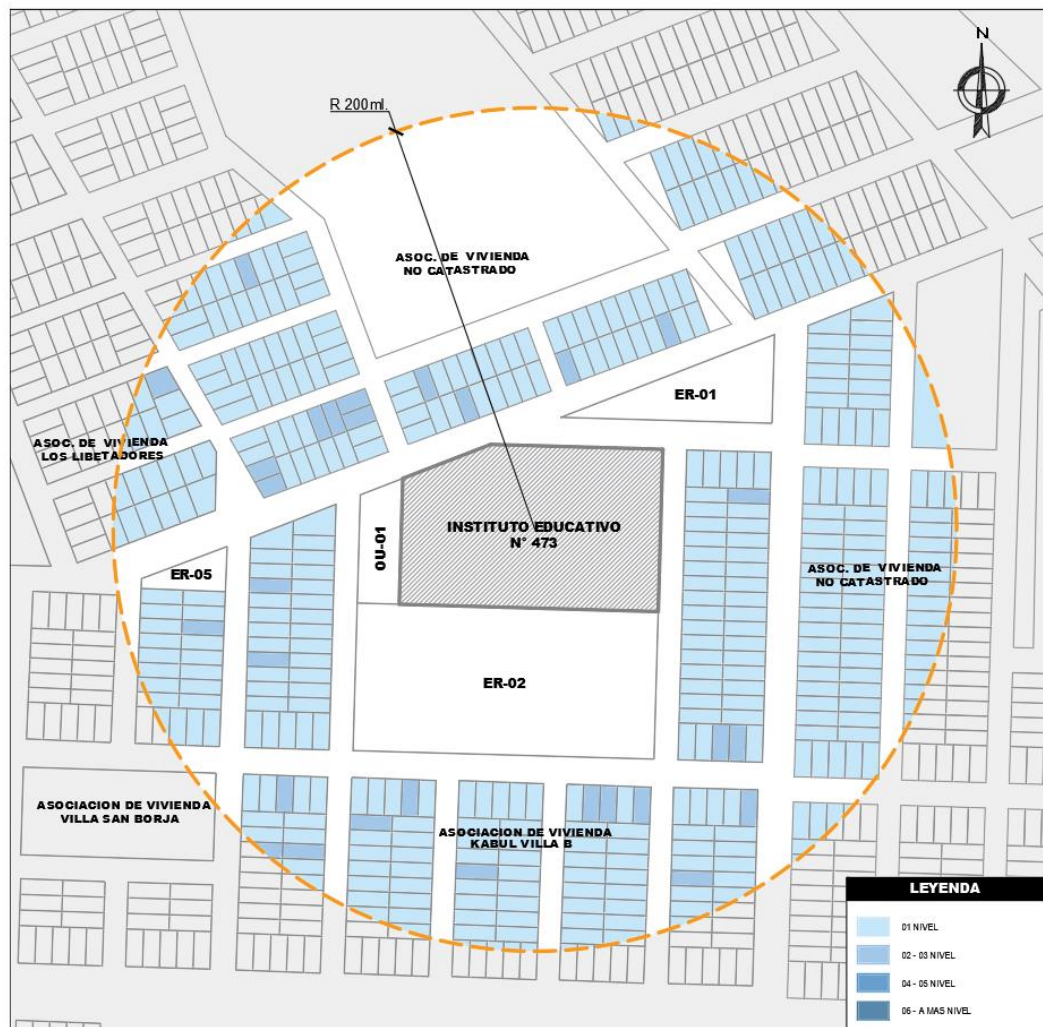 N
R 200ml.
ASOC. DE VIVIENDA
NO CATASTRADO
ER-01
ASOC. DE VIVIENDA
LOS LIBETADORES
INSTITUTO EDUCATIVO
N° 473
OU-01
ASOC. DE VIVIENDA
NO CATASTRADO
ER-05
ER-02
ASOCIACION DE VIVIENDA
VILLA SAN BORJA
ASOCIACION DE VIVIENDA
KABUL VILLA B
LEYENDA
01 NIVEL
02 - 03 NIVEL
04 - 05 NIVEL
06 - A MAS NIVEL